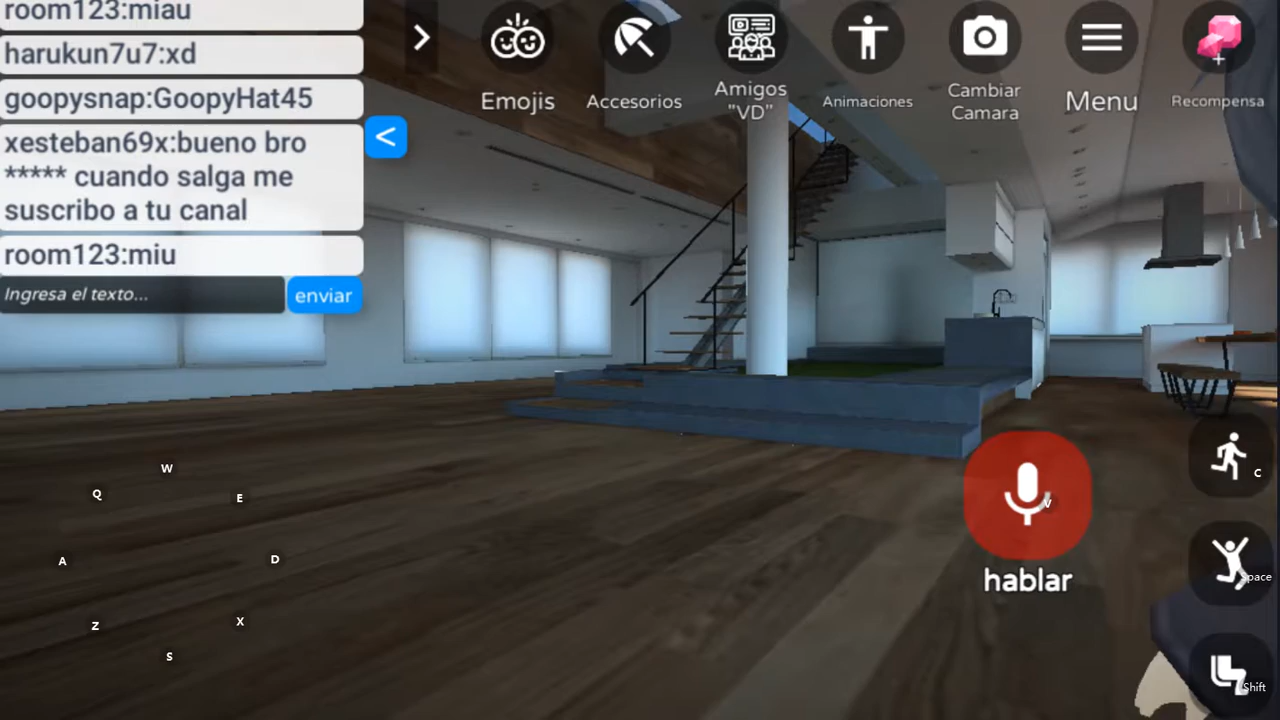 room123:miau
harukun7u7:xd
goopysnap:GoopyHat45
xesteban69x:bueno bro
***** cuando salga me
suscribo a tu canal
room123:miu
Ingresa el texto...
enviar
<
Emojis
Accesorios
Amigos
"VD"
Animaciones
Cambiar
Camara
Menu
Recompensa
W
Q
E
A
D
Z
X
S
V
hablar
C
Space
Shift